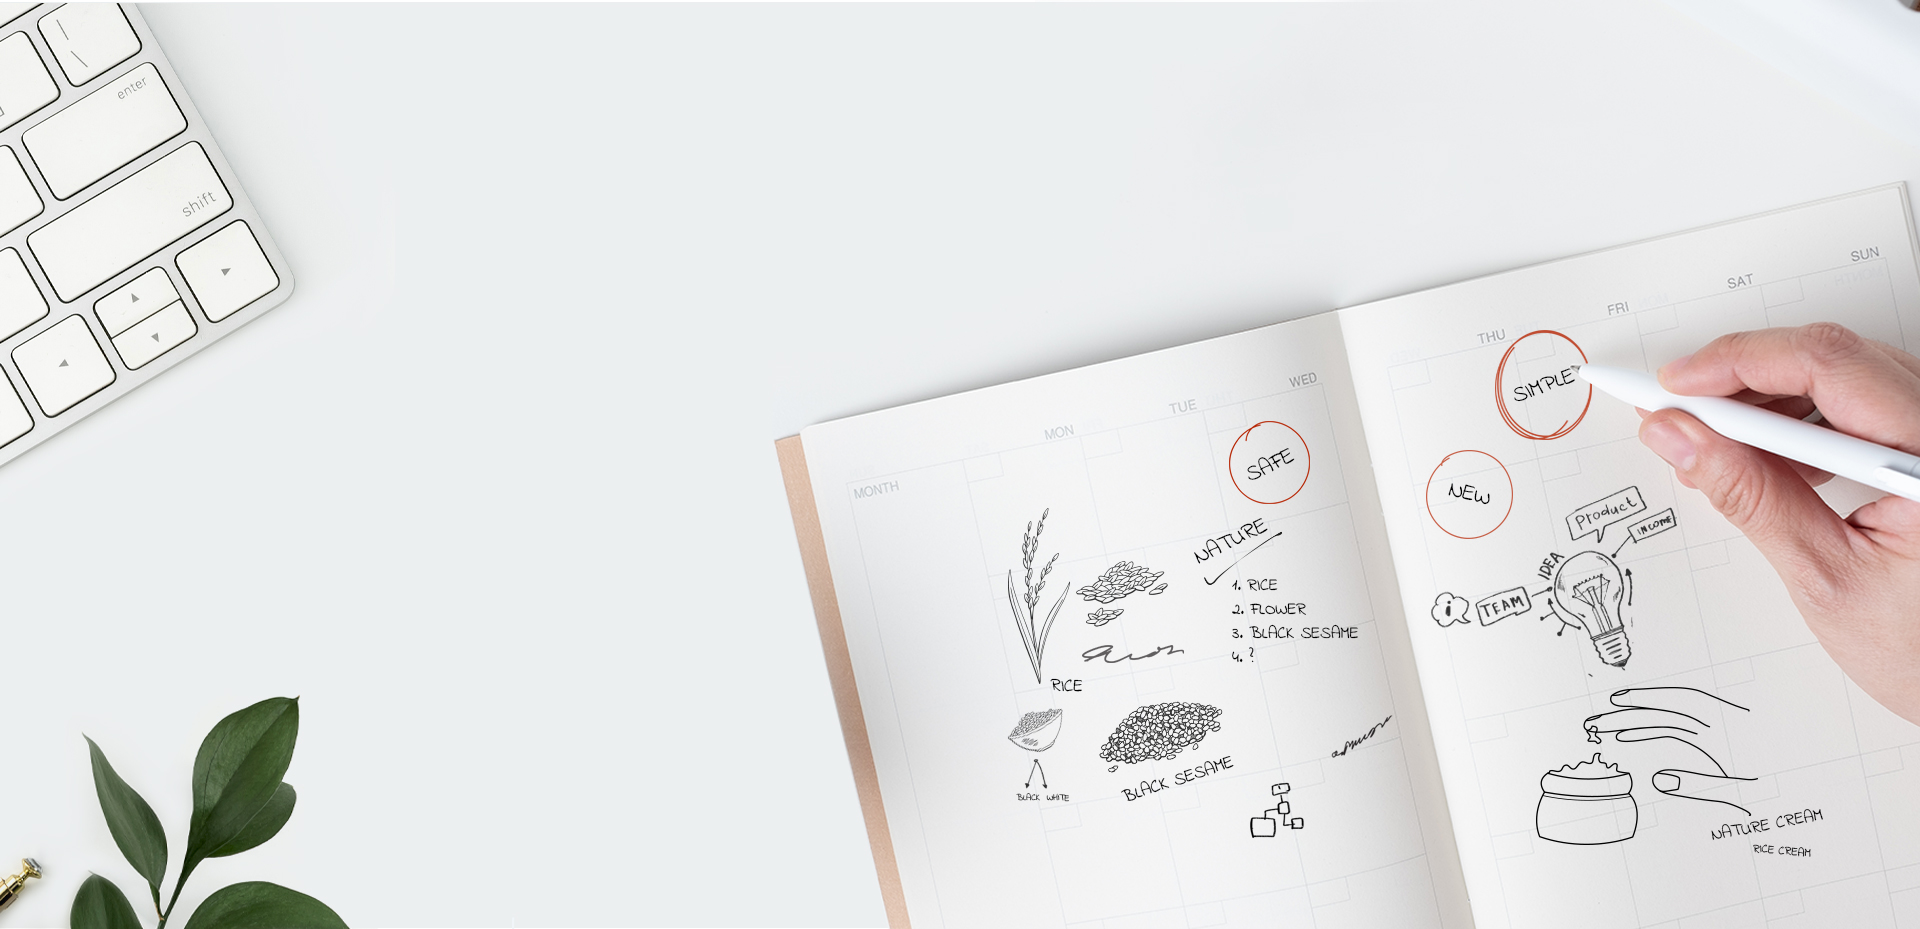 enter
shift
MONTH
MON
TUE
WED
THU
FRI
SAT
SUN
SAFE
NATURE
1. RICE
2. FLOWER
3. BLACK SESAME
4. ?
RICE
BLACK WHITE
BLACK SESAME
SIMPLE
NEW
Product
INCOME
IDEA
TEAM
i
NATURE CREAM
RICE CREAM